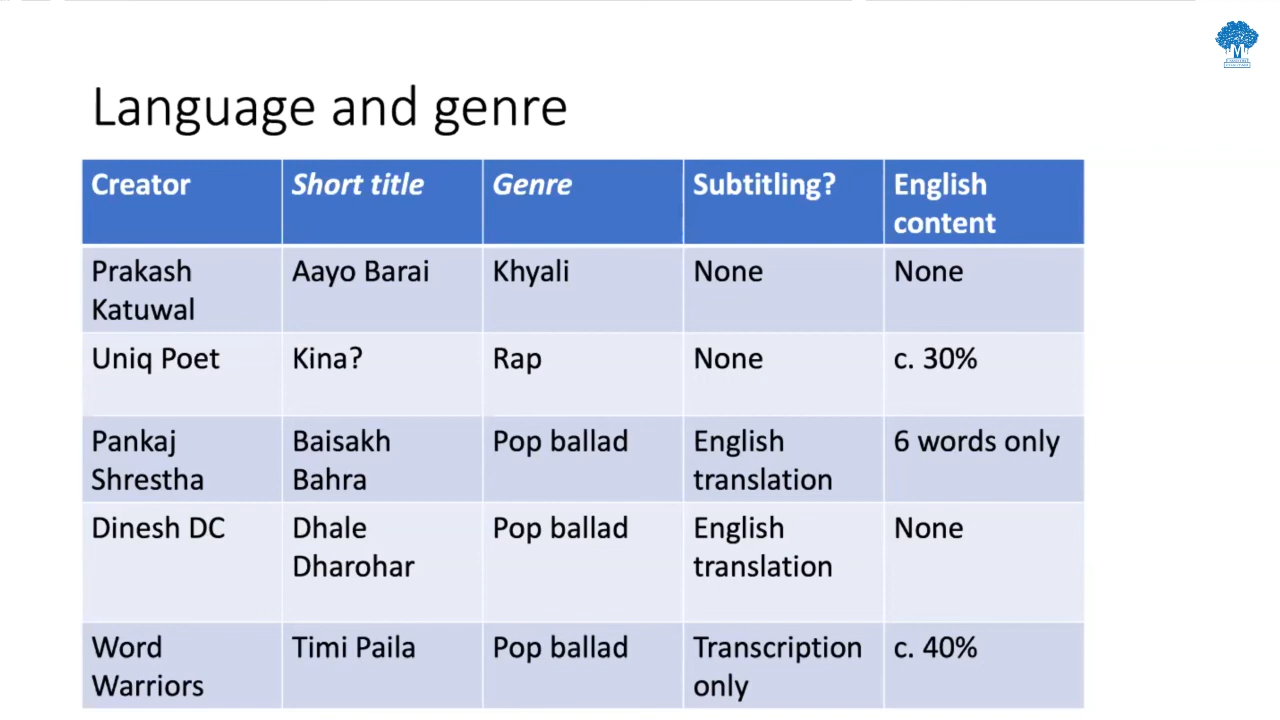 Language and genre
Creator Short title Genre Subtitling? English
content
Prakash Aayo Barai Khyali None None
Katuwal
Uniq Poet Kina? Rap None c. 30%
Pankaj Baisakh Pop ballad English 6 words only
Shrestha Bahra translation
Dinesh DC Dhale Pop ballad English None
Dharohar translation
Word Timi Paila Pop ballad Transcription c. 40%
Warriors only